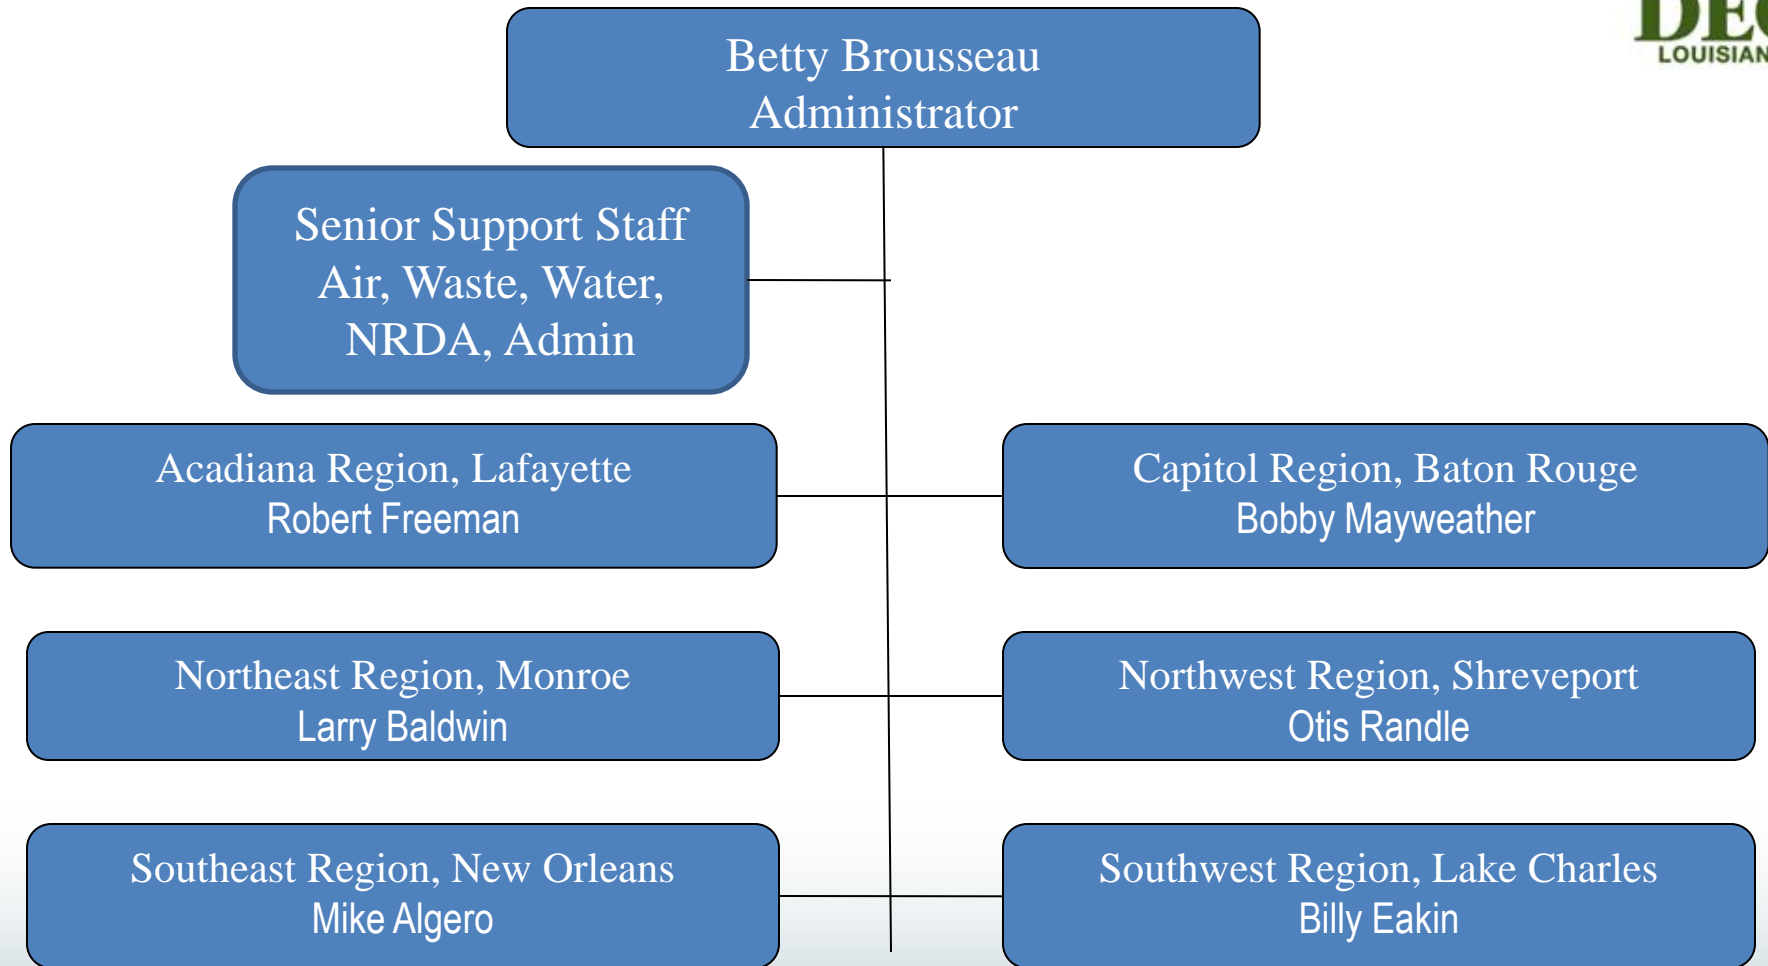 Betty Brousseau
Administrator
Senior Support Staff
Air, Waste, Water,
NRDA, Admin
Acadiana Region, Lafayette
Robert Freeman
Capitol Region, Baton Rouge
Bobby Mayweather
Northeast Region, Monroe
Larry Baldwin
Northwest Region, Shreveport
Otis Randle
Southeast Region, New Orleans
Mike Algero
Southwest Region, Lake Charles
Billy Eakin